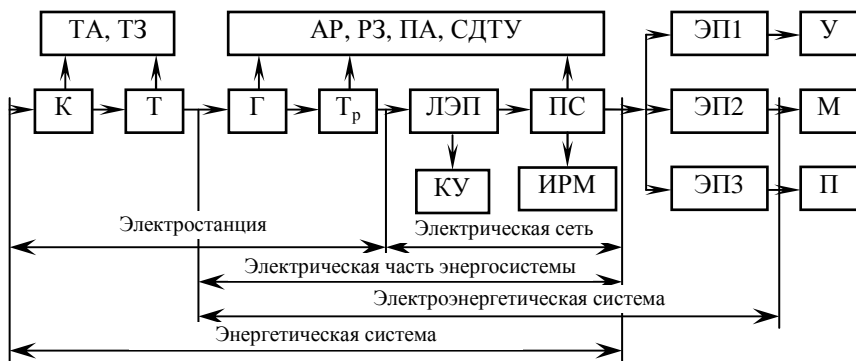 ТА, ТЗ
АР, РЗ, ПА, СДТУ
ЭП1
У
К
Т
Г
Тр
ЛЭП
ПС
ЭП2
М
КУ
ИРМ
ЭП3
П
Электростанция
Электрическая сеть
Электрическая часть энергосистемы
Электроэнергетическая система
Энергетическая система